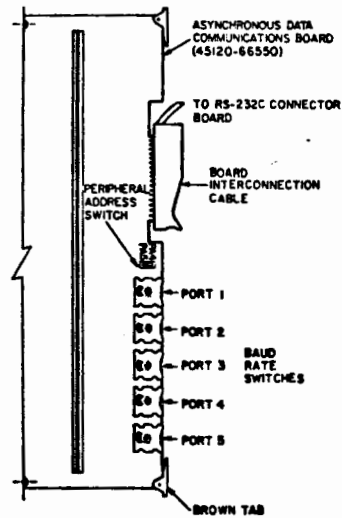 ASYNCHRONOUS DATA
COMMUNICATIONS BOARD
(45120-66550)
TO RS-232C CONNECTOR
BOARD
BOARD
INTERCONNECTION
CABLE
PERIPHERAL
ADDRESS
SWITCH
PORT 1
PORT 2
PORT 3
PORT 4
PORT 5
BAUD
RATE
SWITCHES
BROWN TAB